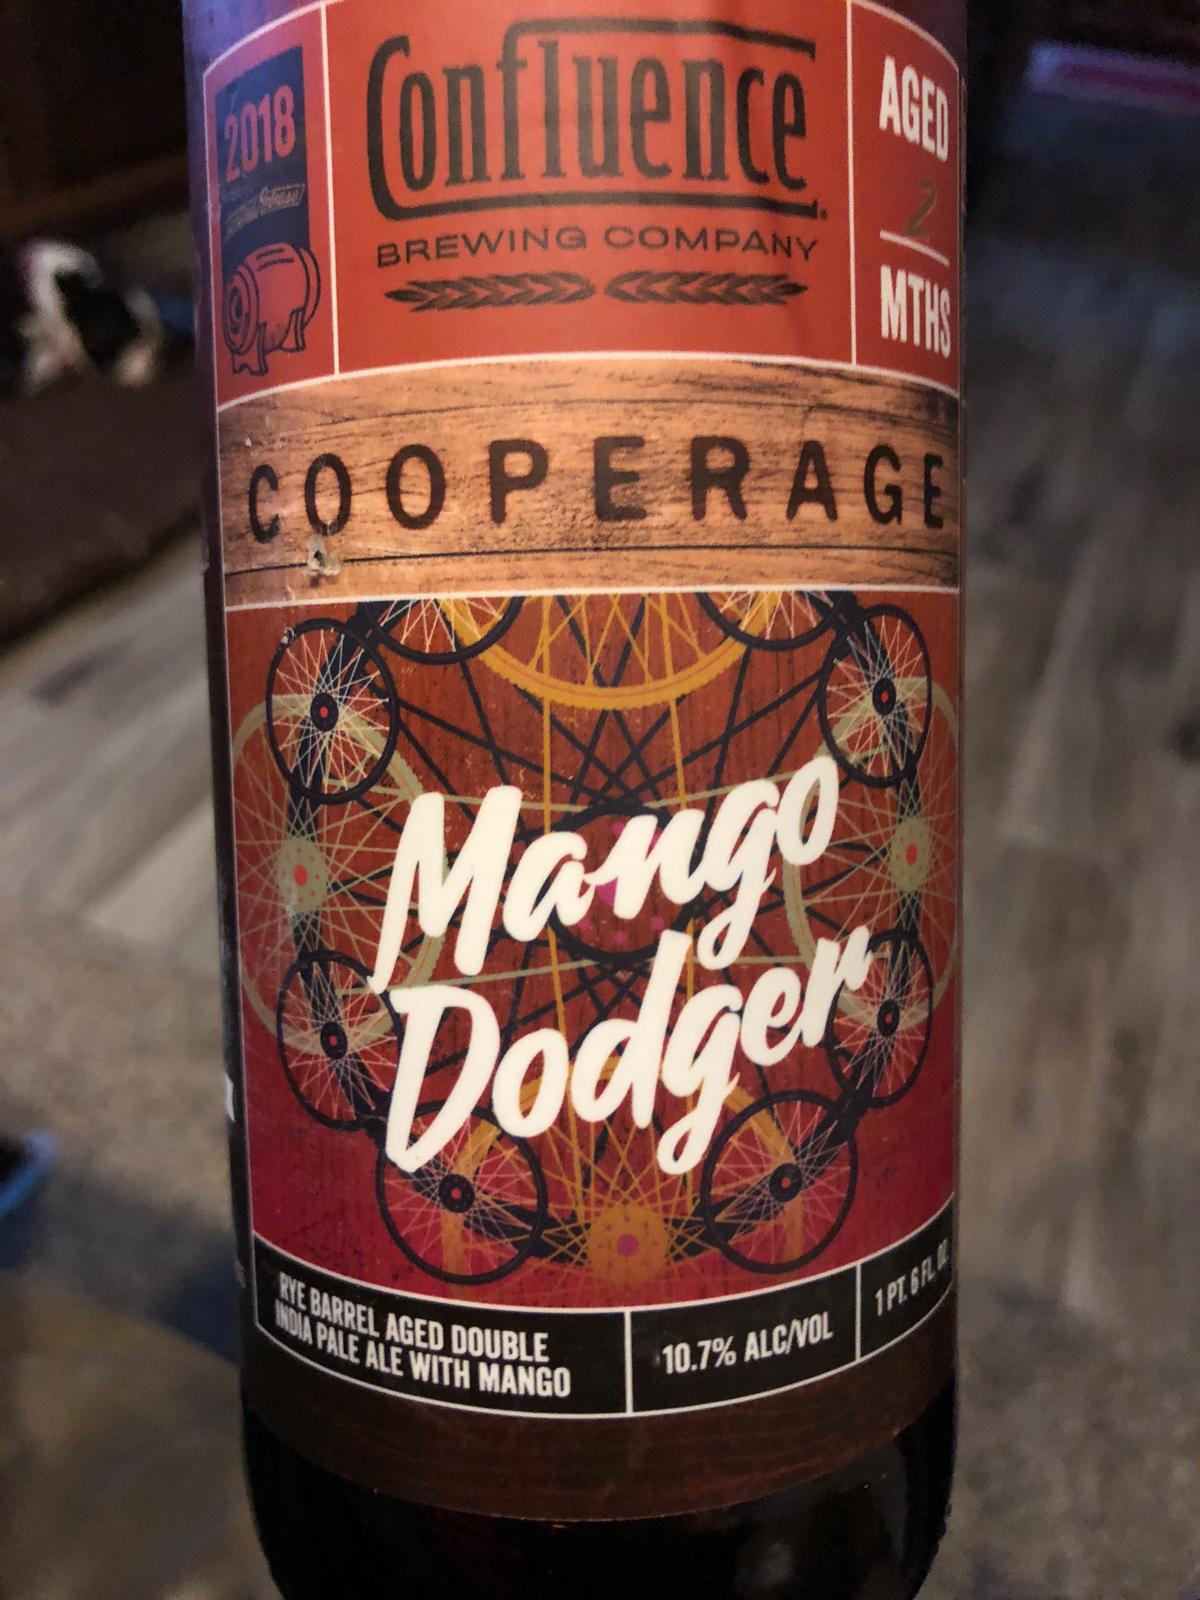 2018
Confluence
BREWING COMPANY
AGED
2
MTHS
COOPERAGE
Mango
Dodger
RYE BARREL AGED DOUBLE
INDIA PALE ALE WITH MANGO
10.7% ALC/VOL
1 PT. 6 FL. OZ.